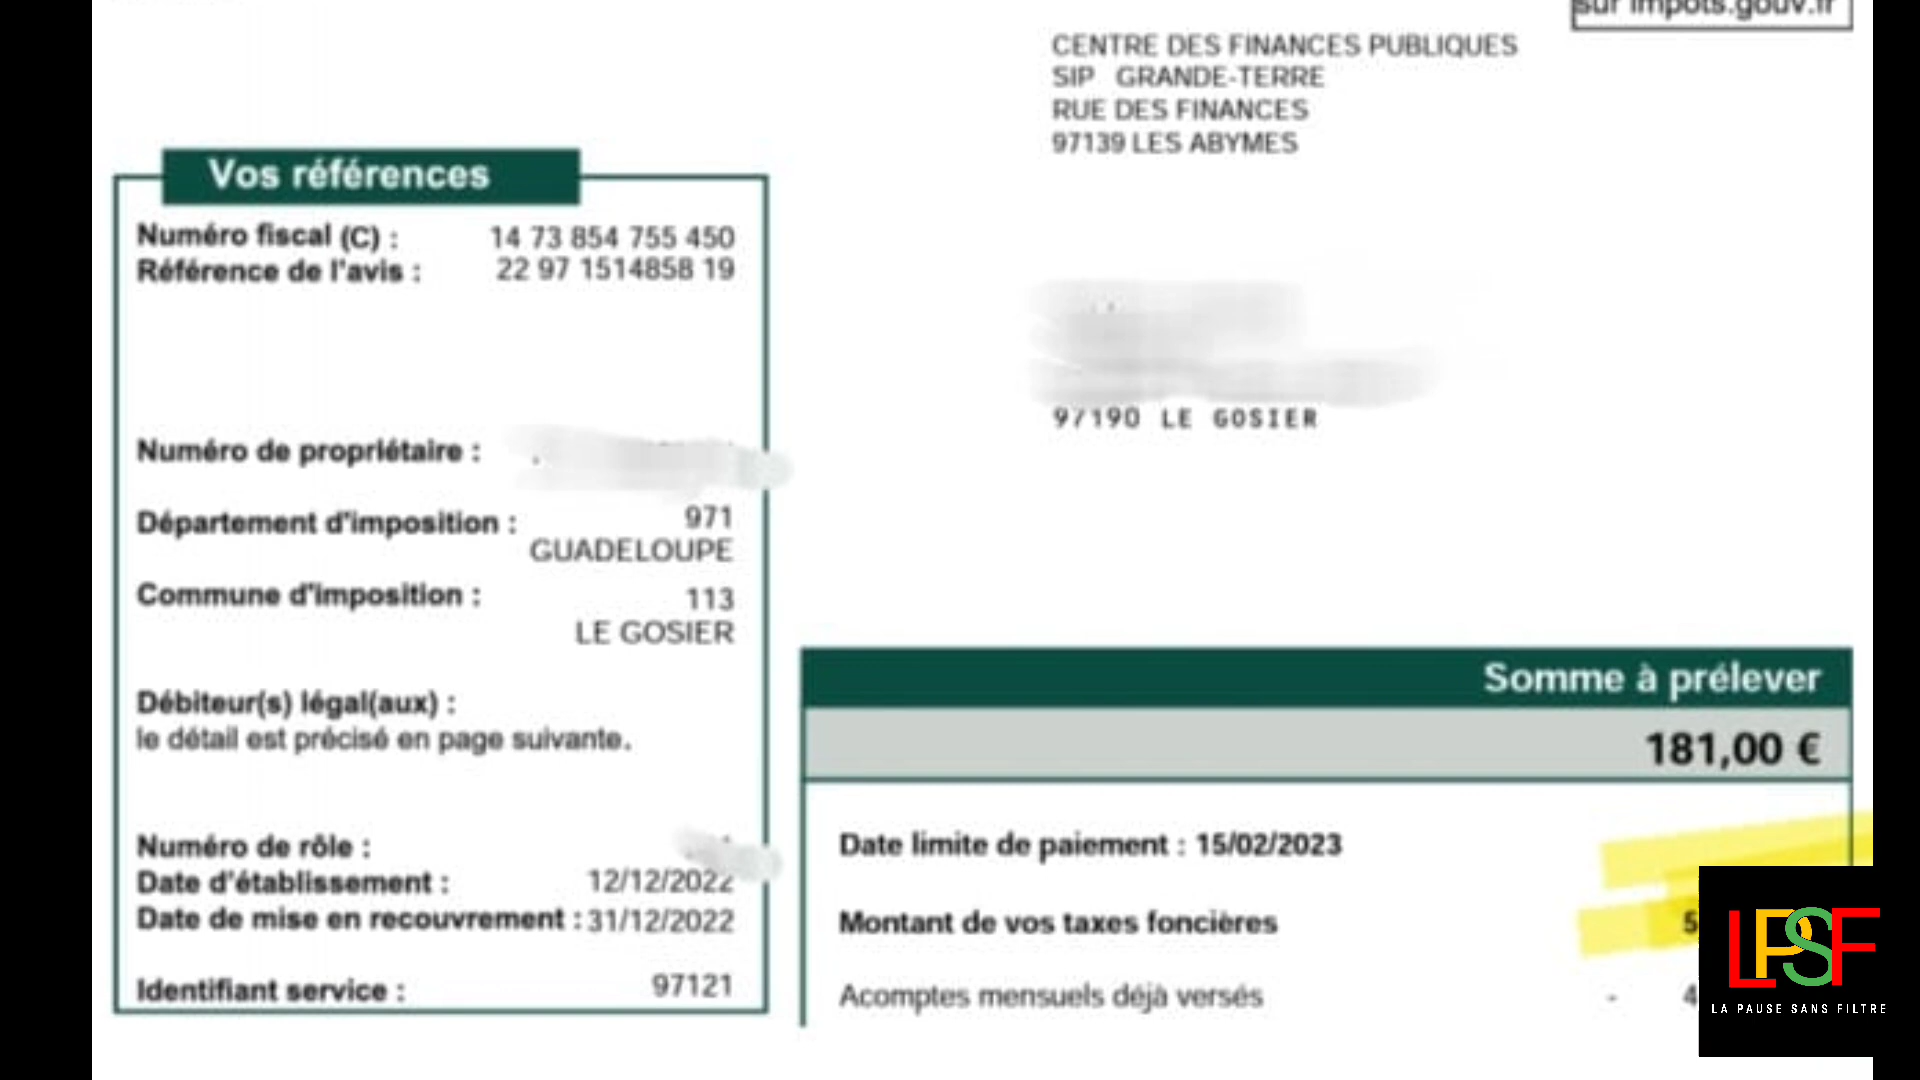 sur impots.gouv.fr
CENTRE DES FINANCES PUBLIQUES
SIP GRANDE-TERRE
RUE DES FINANCES
97139 LES ABYMES
Vos références
Numéro fiscal (C) : 14 73 854 755 450
Référence de l'avis : 22 97 1514858 19
97190 LE GOSIER
Numéro de propriétaire :
Département d'imposition : 971
GUADELOUPE
Commune d'imposition : 113
LE GOSIER
Débiteur(s) légal(aux) :
le détail est précisé en page suivante.
Numéro de rôle :
Date d'établissement : 12/12/2022
Date de mise en recouvrement : 31/12/2022
Identifiant service : 97121
Somme à prélever
181,00 €
Date limite de paiement : 15/02/2023
Montant de vos taxes foncières 5
Acomptes mensuels déjà versés - 4
LPSF
LA PAUSE SANS FILTRE